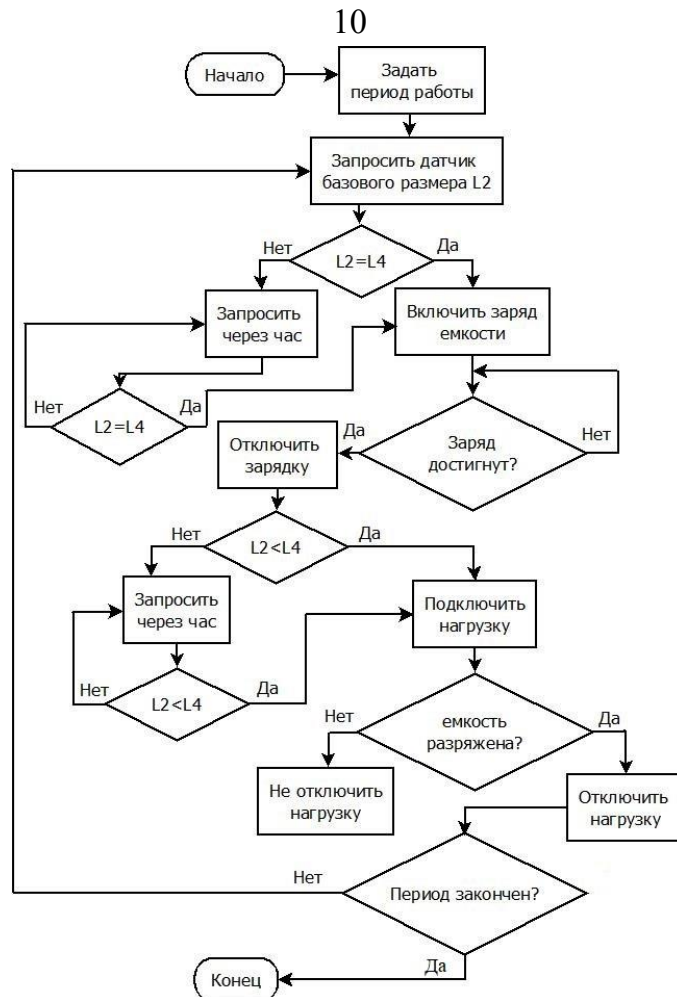 10
Начало
Задать
период работы
Запросить датчик
базового размера L2
Нет
L2=L4
Да
Запросить
через час
Включить заряд
емкости
Нет
L2=L4
Да
Отключить
зарядку
Да
Заряд
достигнут?
Нет
Нет
L2<L4
Да
Запросить
через час
Подключить
нагрузку
Нет
L2<L4
Да
Нет
емкость
разряжена?
Да
Не отключить
нагрузку
Отключить
нагрузку
Нет
Период закончен?
Да
Конец